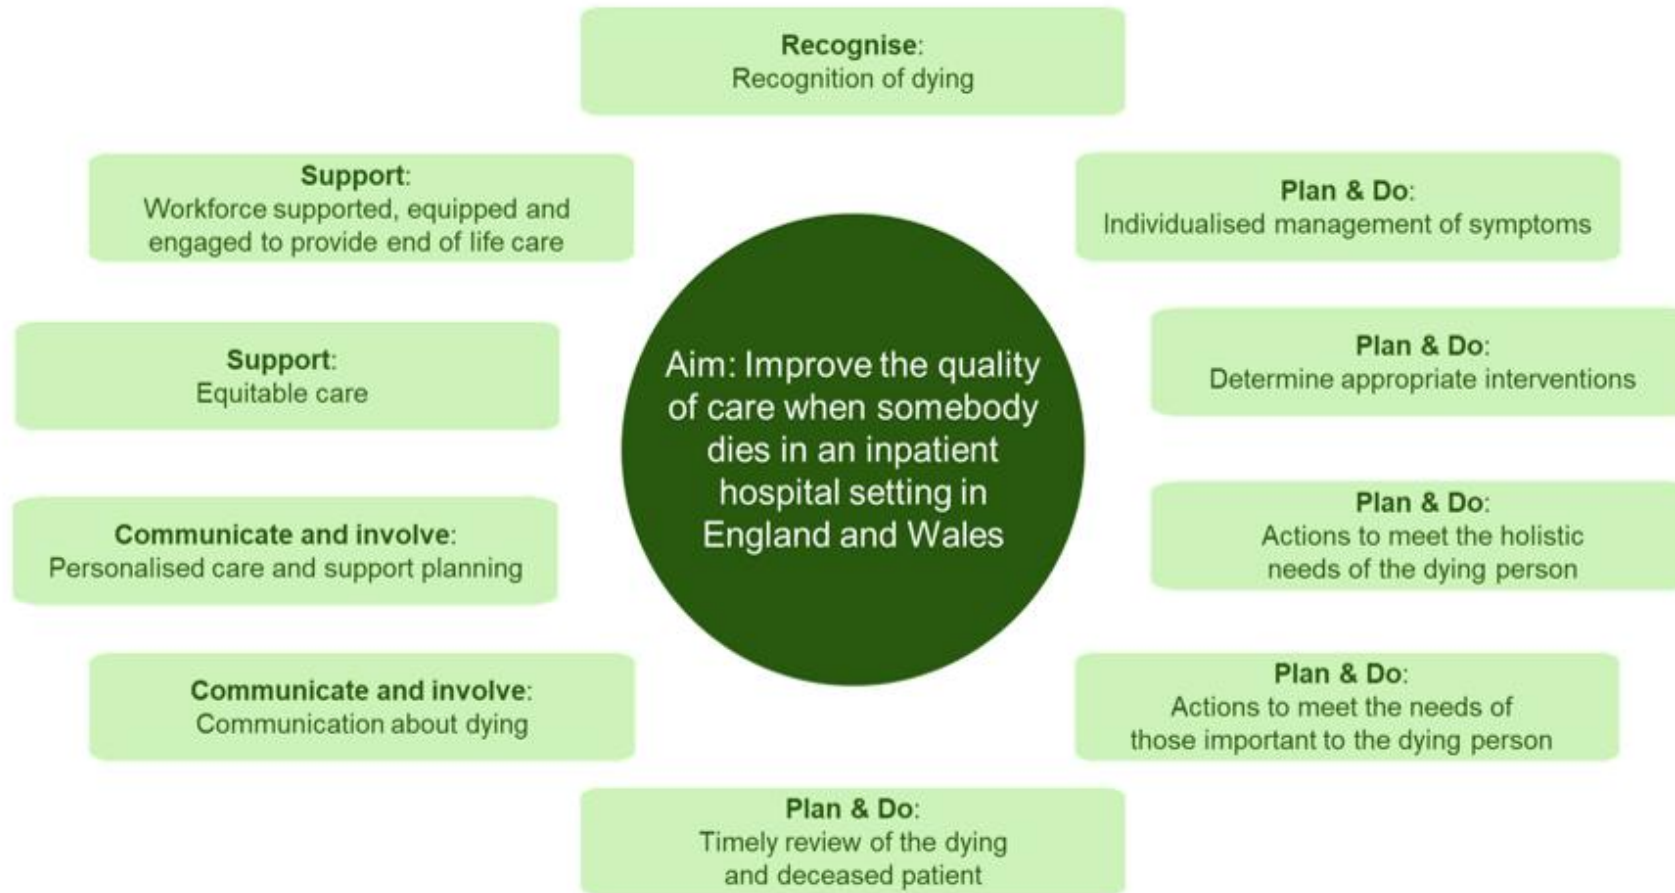 Recognise:
Recognition of dying
Support:
Workforce supported, equipped and
engaged to provide end of life care
Plan & Do:
Individualised management of symptoms
Support:
Equitable care
Aim: Improve the quality
of care when somebody
dies in an inpatient
hospital setting in
England and Wales
Plan & Do:
Determine appropriate interventions
Communicate and involve:
Personalised care and support planning
Plan & Do:
Actions to meet the holistic
needs of the dying person
Communicate and involve:
Communication about dying
Plan & Do:
Actions to meet the needs of
those important to the dying person
Plan & Do:
Timely review of the dying
and deceased patient